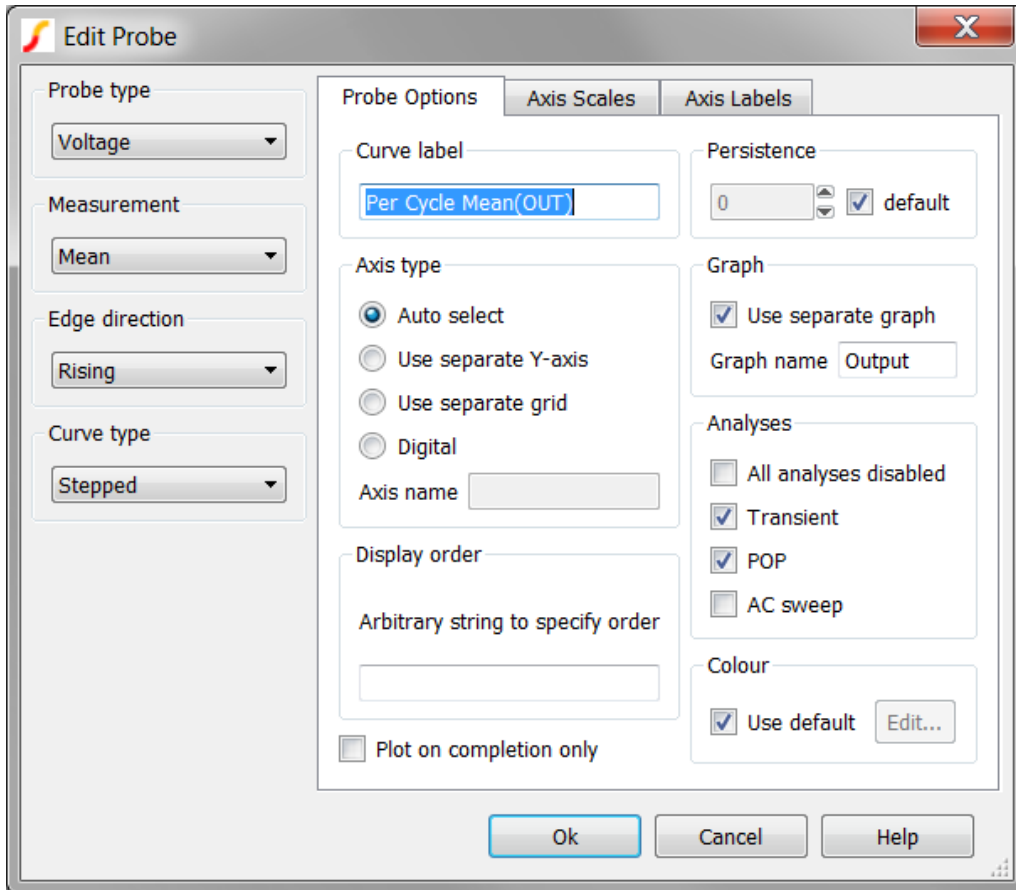 Edit Probe
Probe type
Voltage
Measurement
Mean
Edge direction
Rising
Curve type
Stepped
Probe Options
Axis Scales
Axis Labels
Curve label
Per Cycle Mean(OUT)
Axis type
Auto select
Use separate Y-axis
Use separate grid
Digital
Axis name
Display order
Arbitrary string to specify order
Plot on completion only
Persistence
0
default
Graph
Use separate graph
Graph name Output
Analyses
All analyses disabled
Transient
POP
AC sweep
Colour
Use default
Edit...
Ok
Cancel
Help